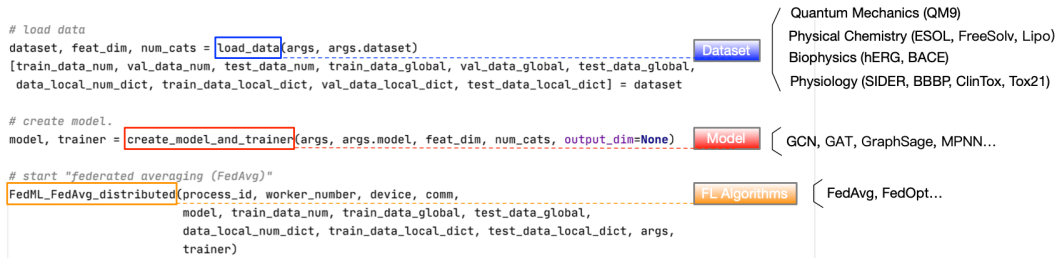 # load data
dataset, feat_dim, num_cats = load_data(args, args.dataset)
[train_data_num, val_data_num, test_data_num, train_data_global, val_data_global, test_data_global,
data_local_num_dict, train_data_local_dict, val_data_local_dict, test_data_local_dict] = dataset
Dataset
Quantum Mechanics (QM9)
Physical Chemistry (ESOL, FreeSolv, Lipo)
Biophysics (hERG, BACE)
Physiology (SIDER, BBBP, ClinTox, Tox21)
# create model.
model, trainer = create_model_and_trainer(args, args.model, feat_dim, num_cats, output_dim=None)
Model
GCN, GAT, GraphSage, MPNN...
# start "federated averaging (FedAvg)"
FedML_FedAvg_distributed(process_id, worker_number, device, comm,
model, train_data_num, train_data_global, test_data_global,
data_local_num_dict, train_data_local_dict, test_data_local_dict, args,
trainer)
FL Algorithms
FedAvg, FedOpt...